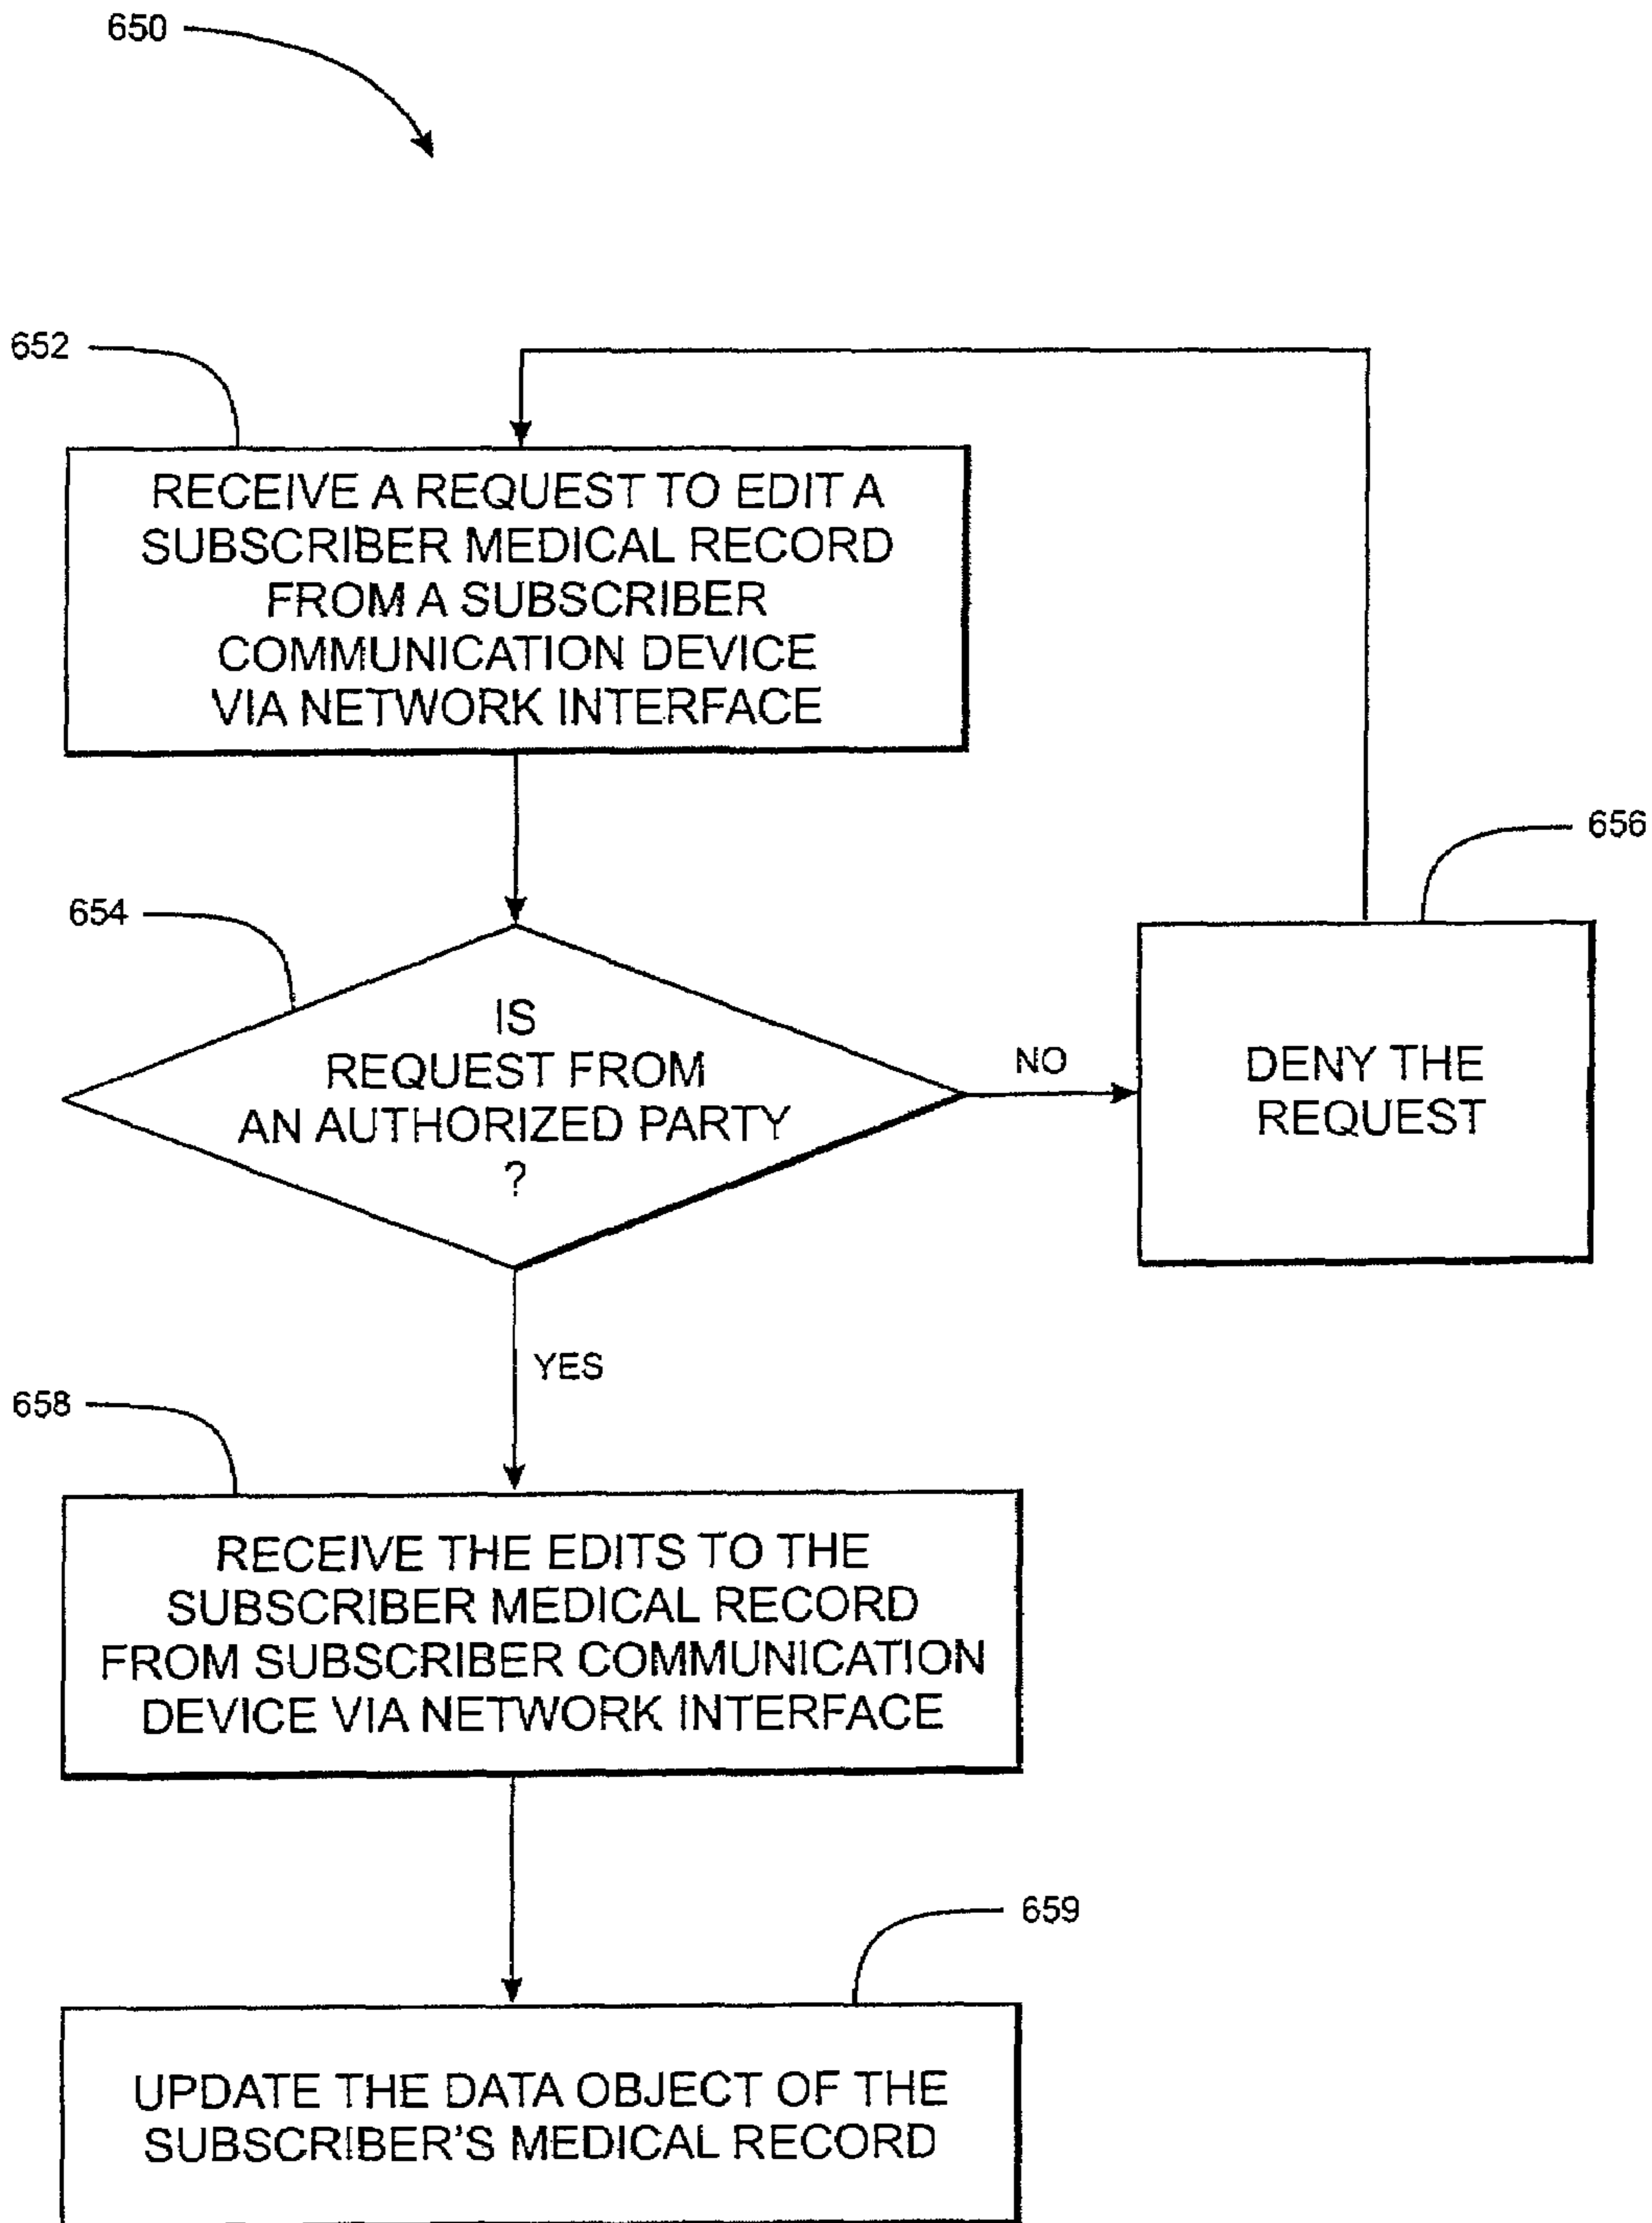 650
652
RECEIVE A REQUEST TO EDIT A
SUBSCRIBER MEDICAL RECORD
FROM A SUBSCRIBER
COMMUNICATION DEVICE
VIA NETWORK INTERFACE
656
654
IS
REQUEST FROM
AN AUTHORIZED PARTY
?
NO
DENY THE
REQUEST
YES
658
RECEIVE THE EDITS TO THE
SUBSCRIBER MEDICAL RECORD
FROM SUBSCRIBER COMMUNICATION
DEVICE VIA NETWORK INTERFACE
659
UPDATE THE DATA OBJECT OF THE
SUBSCRIBER'S MEDICAL RECORD